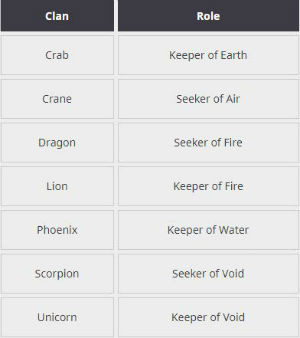 Clan Role
Crab Keeper of Earth
Crane Seeker of Air
Dragon Seeker of Fire
Lion Keeper of Fire
Phoenix Keeper of Water
Scorpion Seeker of Void
Unicorn Keeper of Void